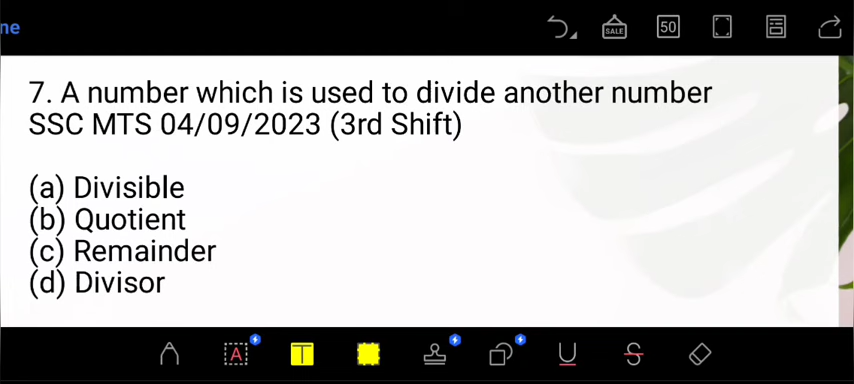 ne
SALE
50
7. A number which is used to divide another number
SSC MTS 04/09/2023 (3rd Shift)
(a) Divisible
(b) Quotient
(c) Remainder
(d) Divisor
A
T
U
S